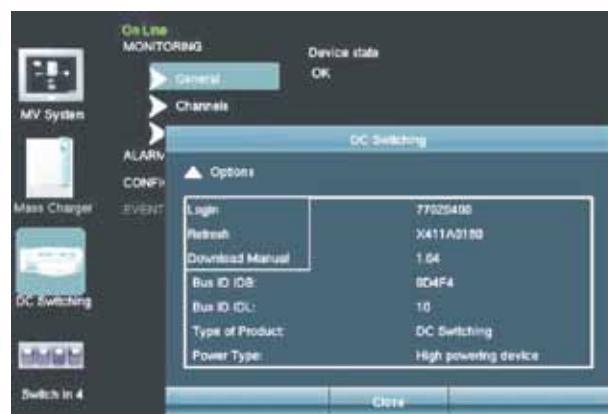 On Line
MONITORING
Device state
General
OK
MV System
Channels
DC Switching
ALARM
Options
CONFI
Mass Charger
EVENT
Login
77020400
Refresh
X411A0180
Download Manual
1.04
Bus ID IDB:
8D4F4
Bus ID IDL:
10
DC Switching
Type of Product:
DC Switching
Power Type:
High powering device
Switch in 4
Close